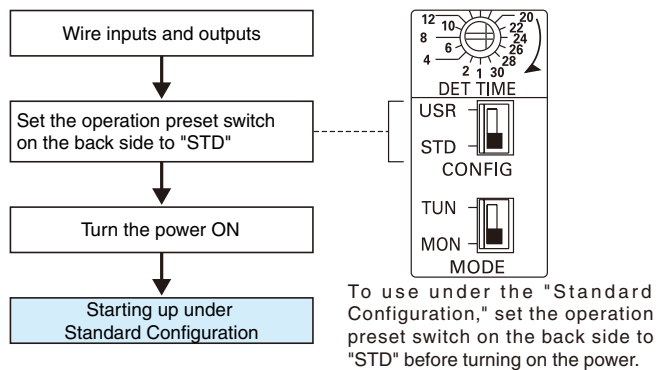 Wire inputs and outputs
Set the operation preset switch
on the back side to "STD"
Turn the power ON
Starting up under
Standard Configuration
12
10
8
6
4
2
1
30
28
26
24
22
20
DET TIME
USR
STD
CONFIG
TUN
MON
MODE
To use under the "Standard
Configuration," set the operation
preset switch on the back side to
"STD" before turning on the power.